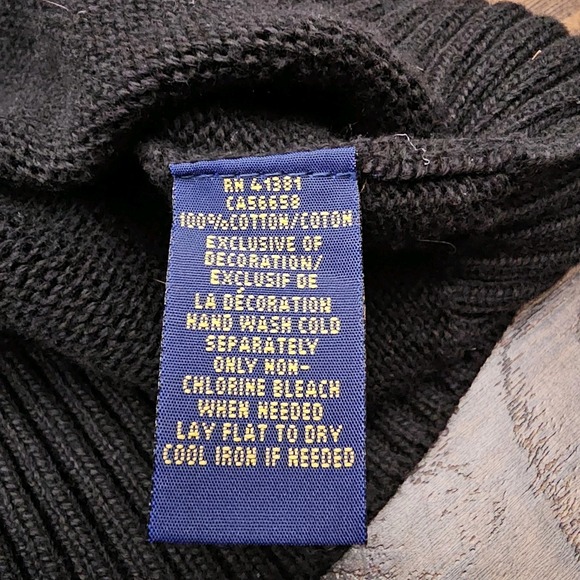 RN 41381
CA56658
100%COTTON/COTON
EXCLUSIVE OF
DECORATION/
EXCLUSIF DE
LA DÉCORATION
HAND WASH COLD
SEPARATELY
ONLY NON-
CHLORINE BLEACH
WHEN NEEDED
LAY FLAT TO DRY
COOL IRON IF NEEDED